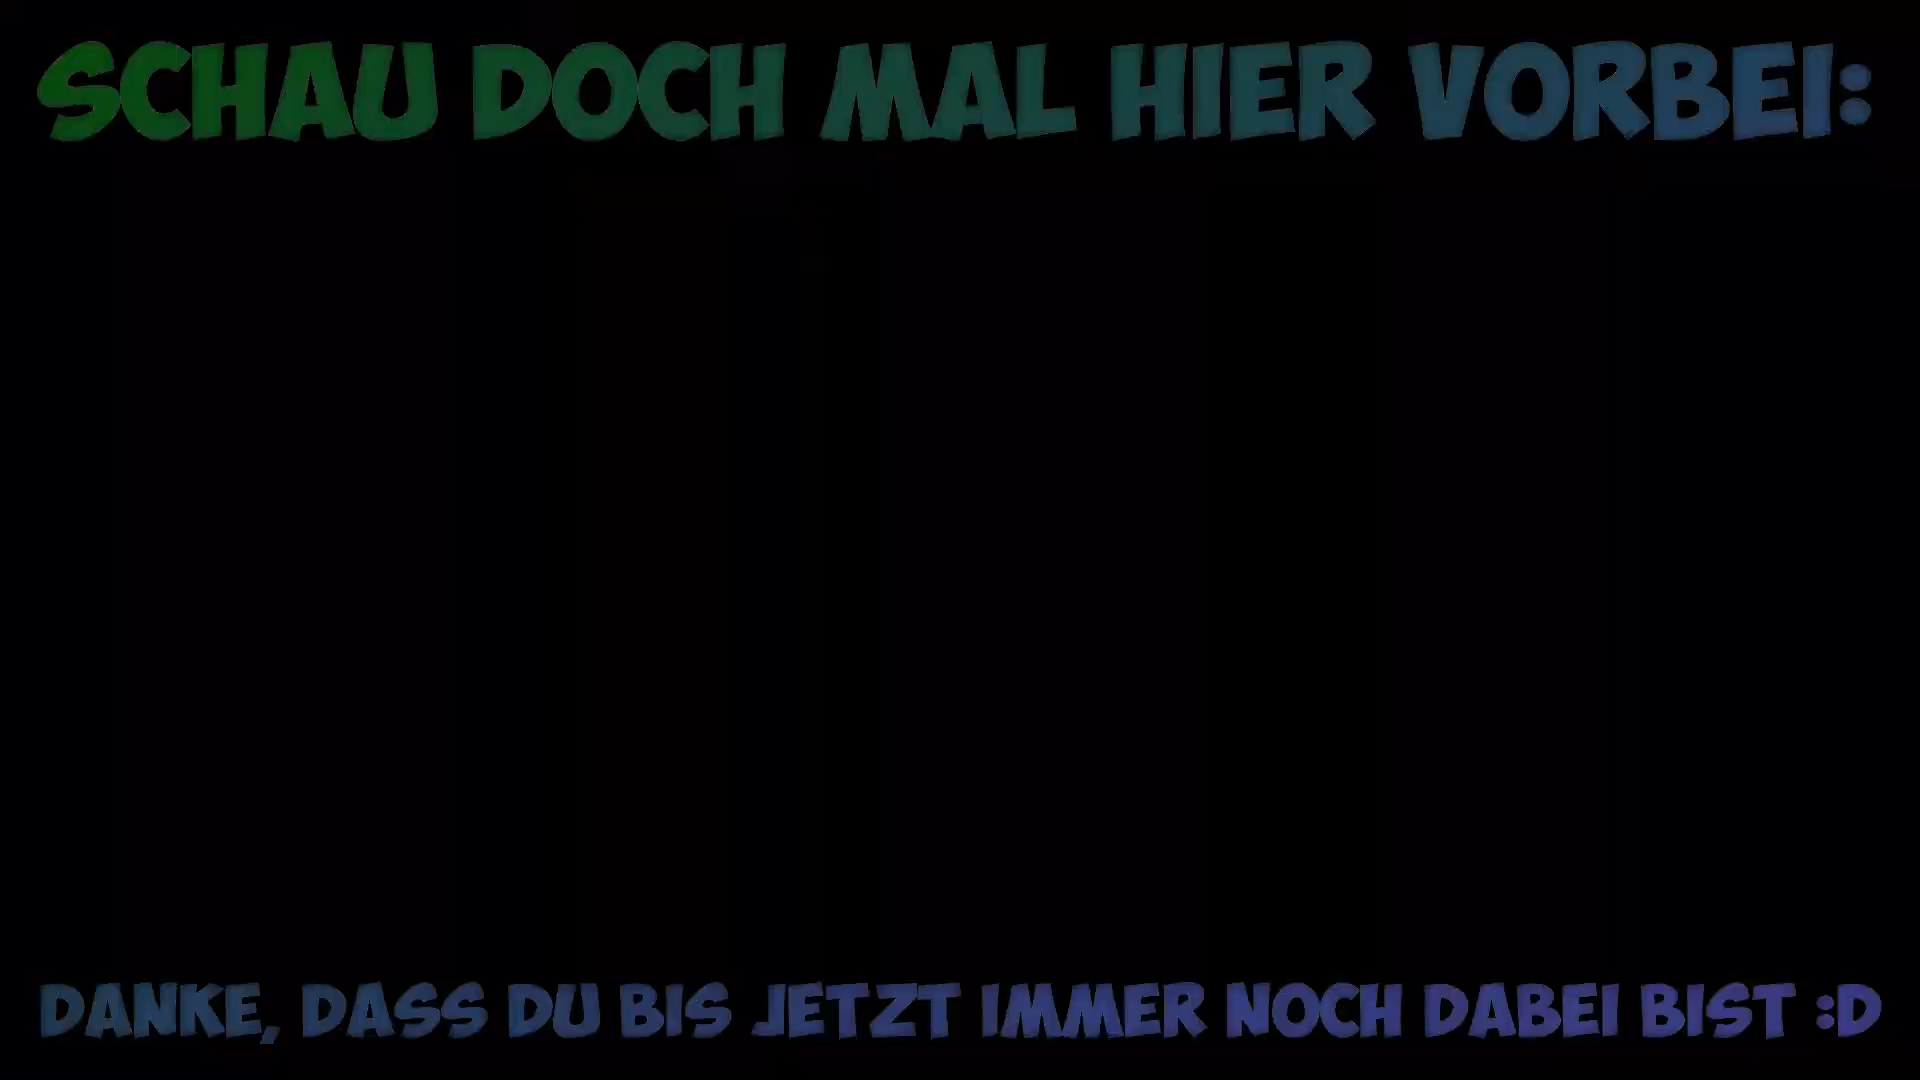 SCHAU DOCH MAL HIER VORBEI:
DANKE, DASS DU BIS JETZT IMMER NOCH DABEI BIST :D